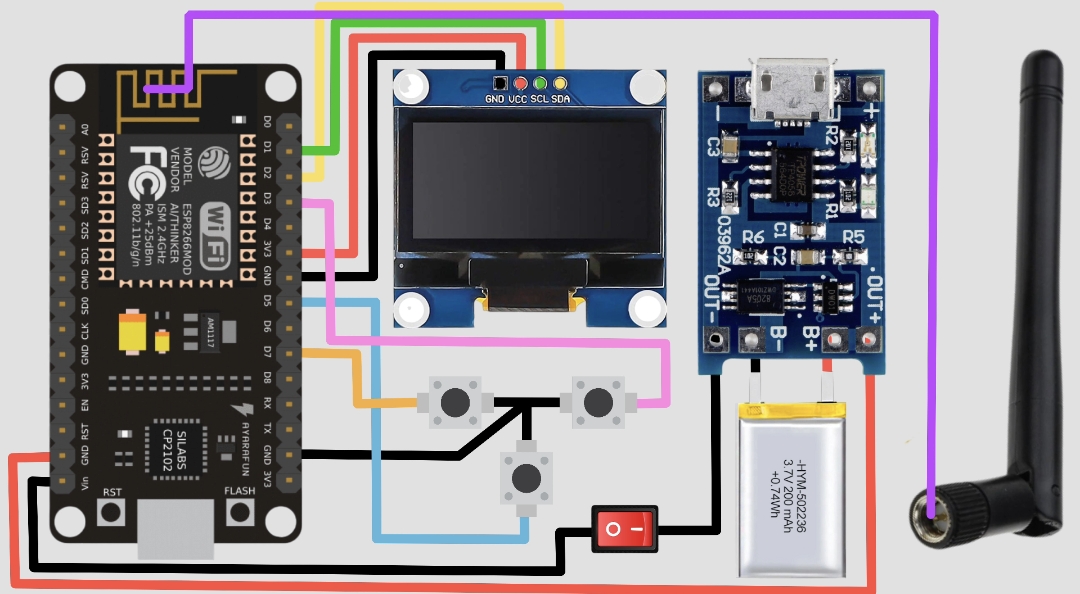 A0
RSV
RSV
SD3
SD2
SD1
CMD
SD0
CLK
GND
3V3
EN
RST
GND
Vin
D0
D1
D2
D3
D4
3V3
GND
D5
D6
D7
D8
RX
TX
GND
3V3
MODEL
VENDOR
ESP8266MOD
AI/THINKER
ISM 2.4GHz
PA +25dBm
802.11b/g/n
FC
Wi Fi
AM1117
SILABS
CP2102
AYARAFUN
RST
FLASH
GND VCC SCL SDA
-
+
C3
R2
R3
R1
C1
C2
R6
R5
03962A
8205A
OUT-
B-
B+
OUT+
-HYM-502236
3.7V 200 mAh
+0.74Wh